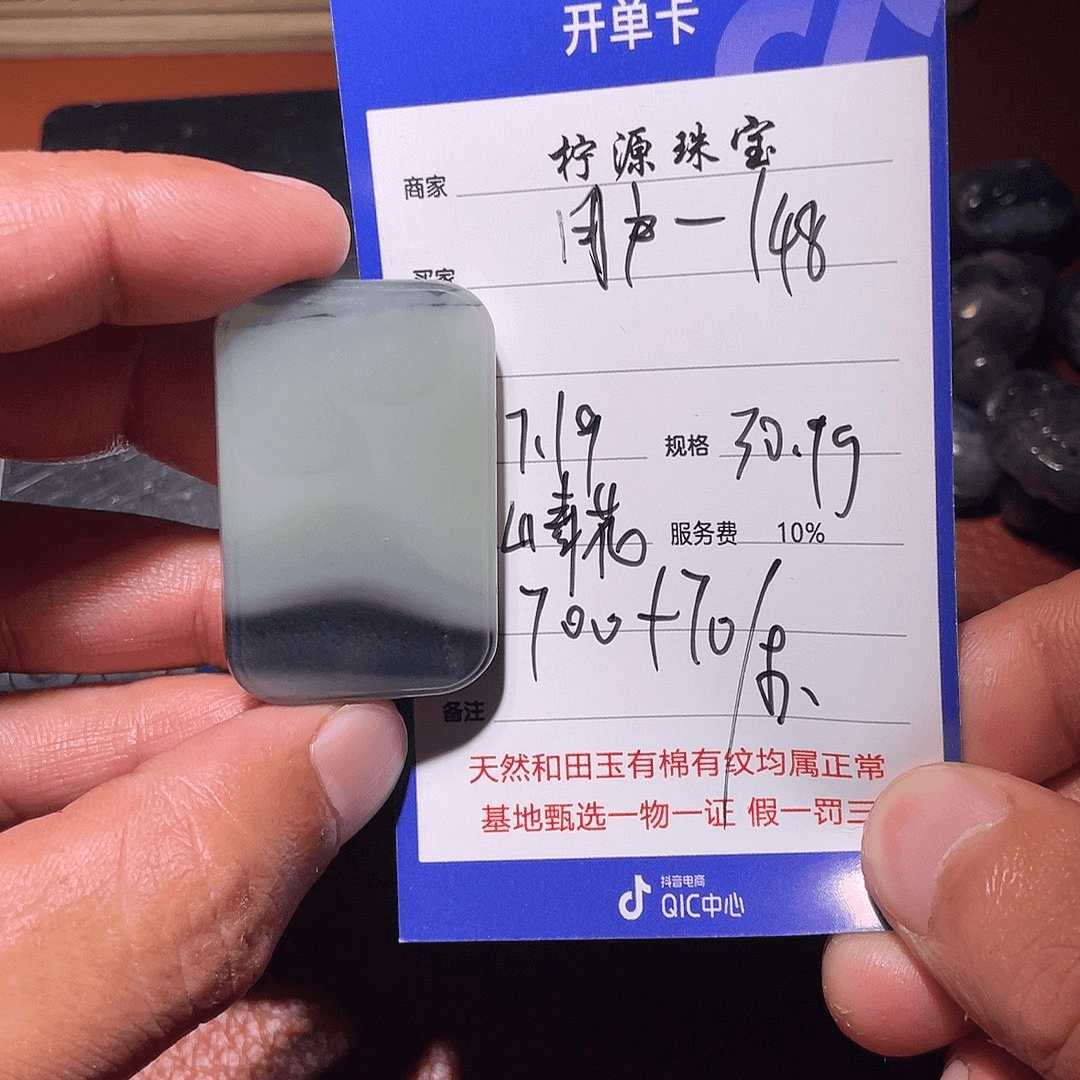 开单卡
商家 柠源珠宝
买家 用户一148
7.19 规格 30.9g
山青花 服务费 10%
700+70/
备注
天然和田玉有棉有纹均属正常
基地甄选一物一证 假一罚三
抖音电商
QIC中心